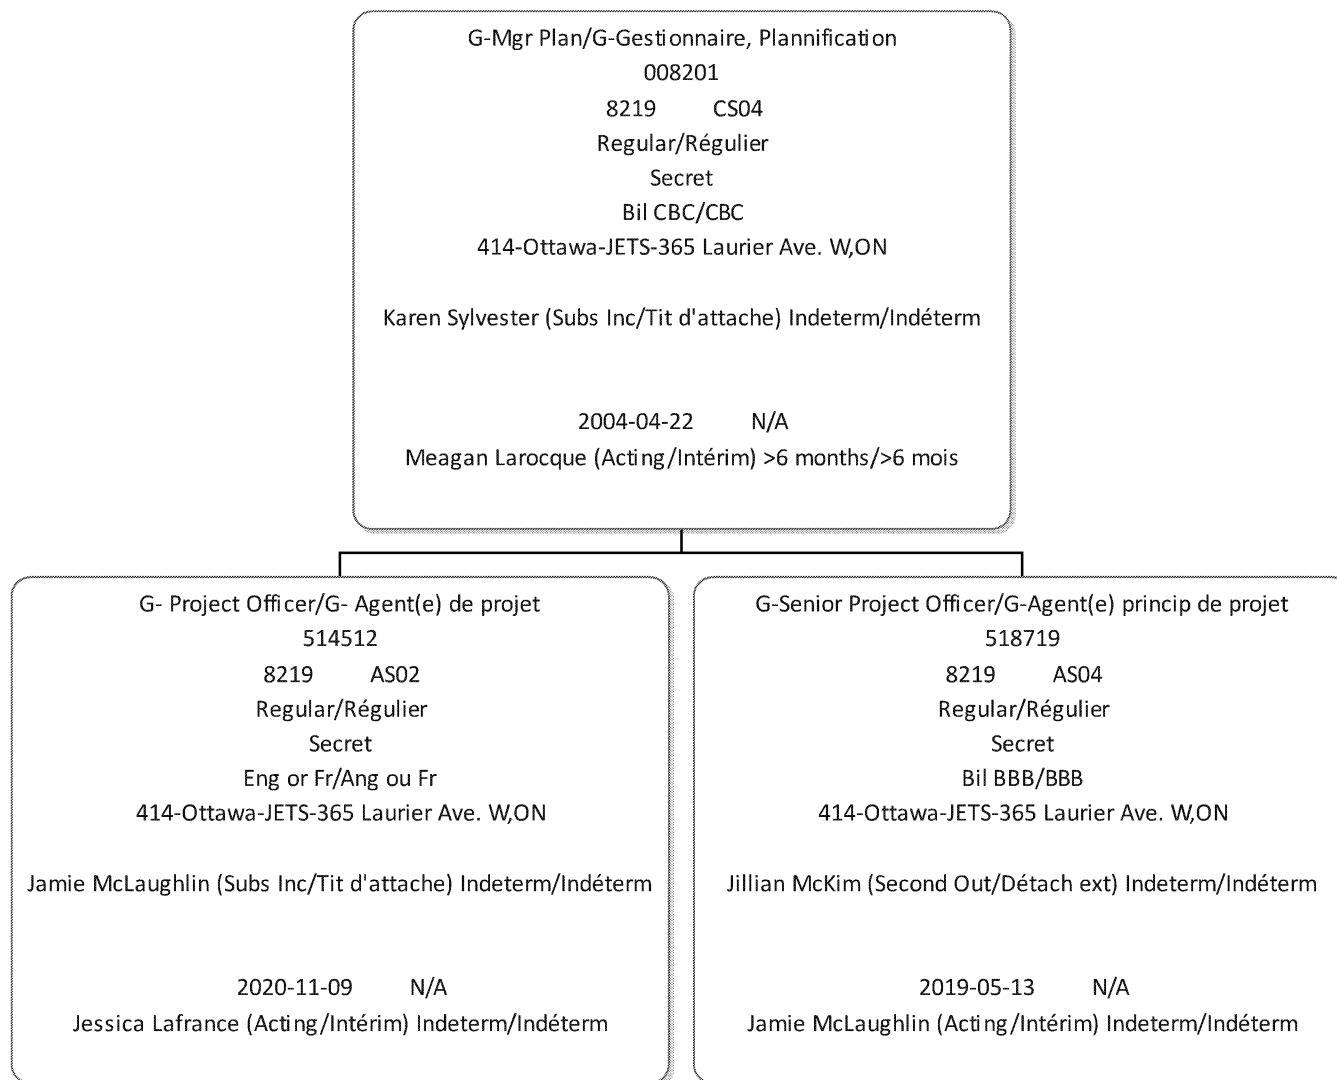 G-Mgr Plan/G-Gestionnaire, Plannification
008201
8219 CS04
Regular/Régulier
Secret
Bil CBC/CBC
414-Ottawa-JETS-365 Laurier Ave. W,ON
Karen Sylvester (Subs Inc/Tit d'attache) Indeterm/Indéterm
2004-04-22 N/A
Meagan Larocque (Acting/Intérim) >6 months/>6 mois
G- Project Officer/G- Agent(e) de projet
514512
8219 AS02
Regular/Régulier
Secret
Eng or Fr/Ang ou Fr
414-Ottawa-JETS-365 Laurier Ave. W,ON
Jamie McLaughlin (Subs Inc/Tit d'attache) Indeterm/Indéterm
2020-11-09 N/A
Jessica Lafrance (Acting/Intérim) Indeterm/Indéterm
G-Senior Project Officer/G-Agent(e) princip de projet
518719
8219 AS04
Regular/Régulier
Secret
Bil BBB/BBB
414-Ottawa-JETS-365 Laurier Ave. W,ON
Jillian McKim (Second Out/Détach ext) Indeterm/Indéterm
2019-05-13 N/A
Jamie McLaughlin (Acting/Intérim) Indeterm/Indéterm